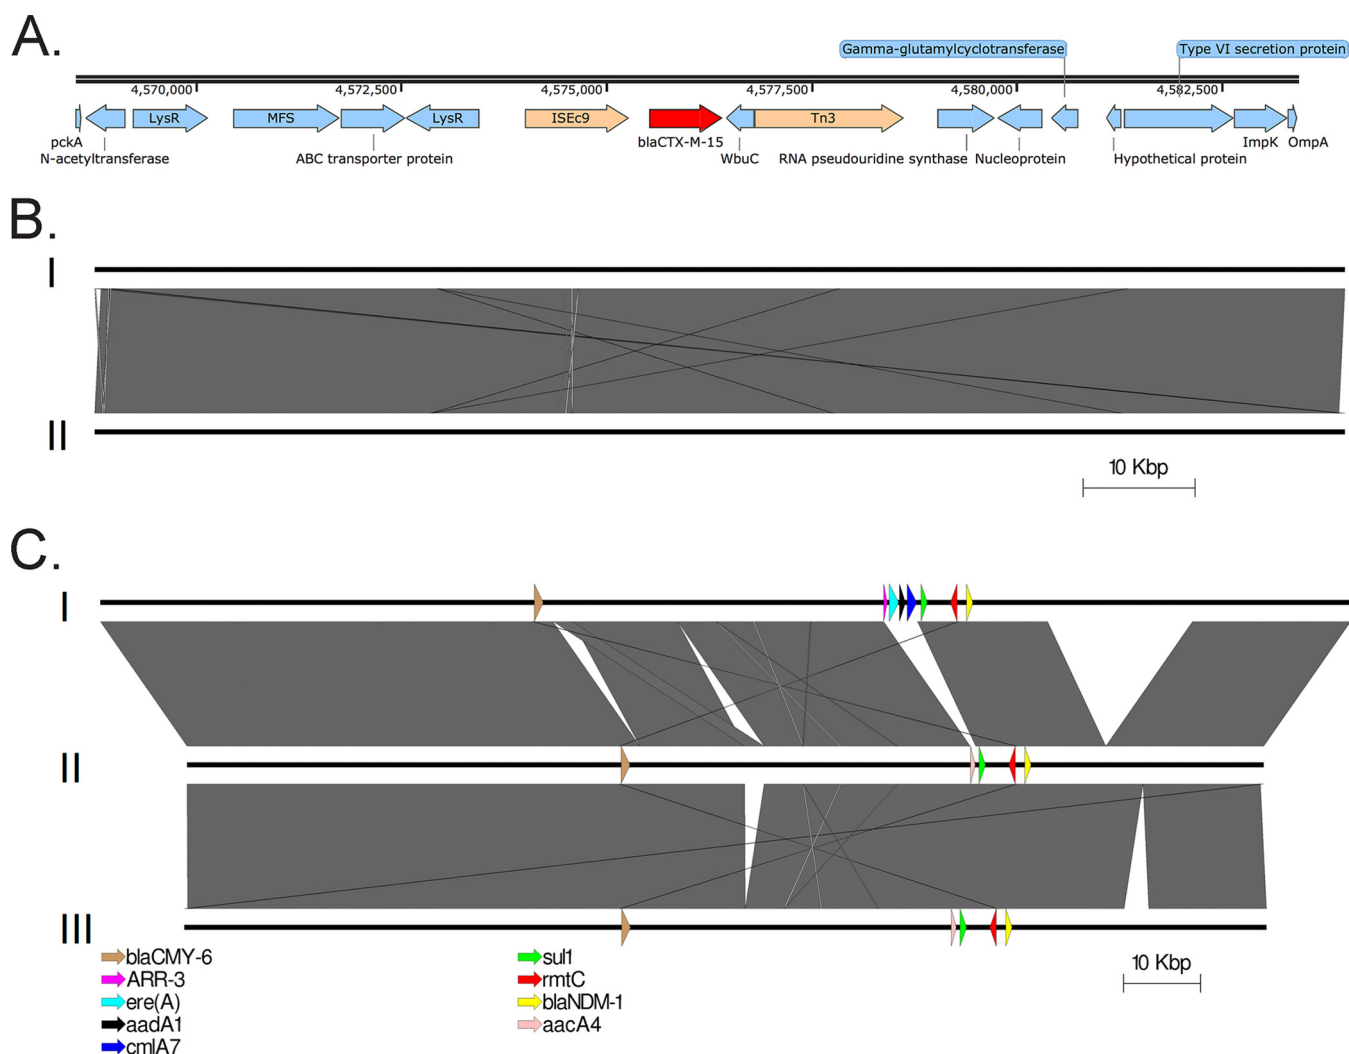 A.
Gamma-glutamylcyclotransferase Type VI secretion protein
4,570,000 4,572,500 4,575,000 4,577,500 4,580,000 4,582,500
LysR MFS LysR ISEc9 Tn3
pckA blaCTX-M-15 ImpK OmpA
N-acetyltransferase ABC transporter protein WbuC RNA pseudouridine synthase Nucleoprotein Hypothetical protein
B.
I
II
10 Kbp
C.
I
II
III
10 Kbp
blaCMY-6
ARR-3
ere(A)
aadA1
cmlA7
sul1
rmtC
blaNDM-1
aacA4